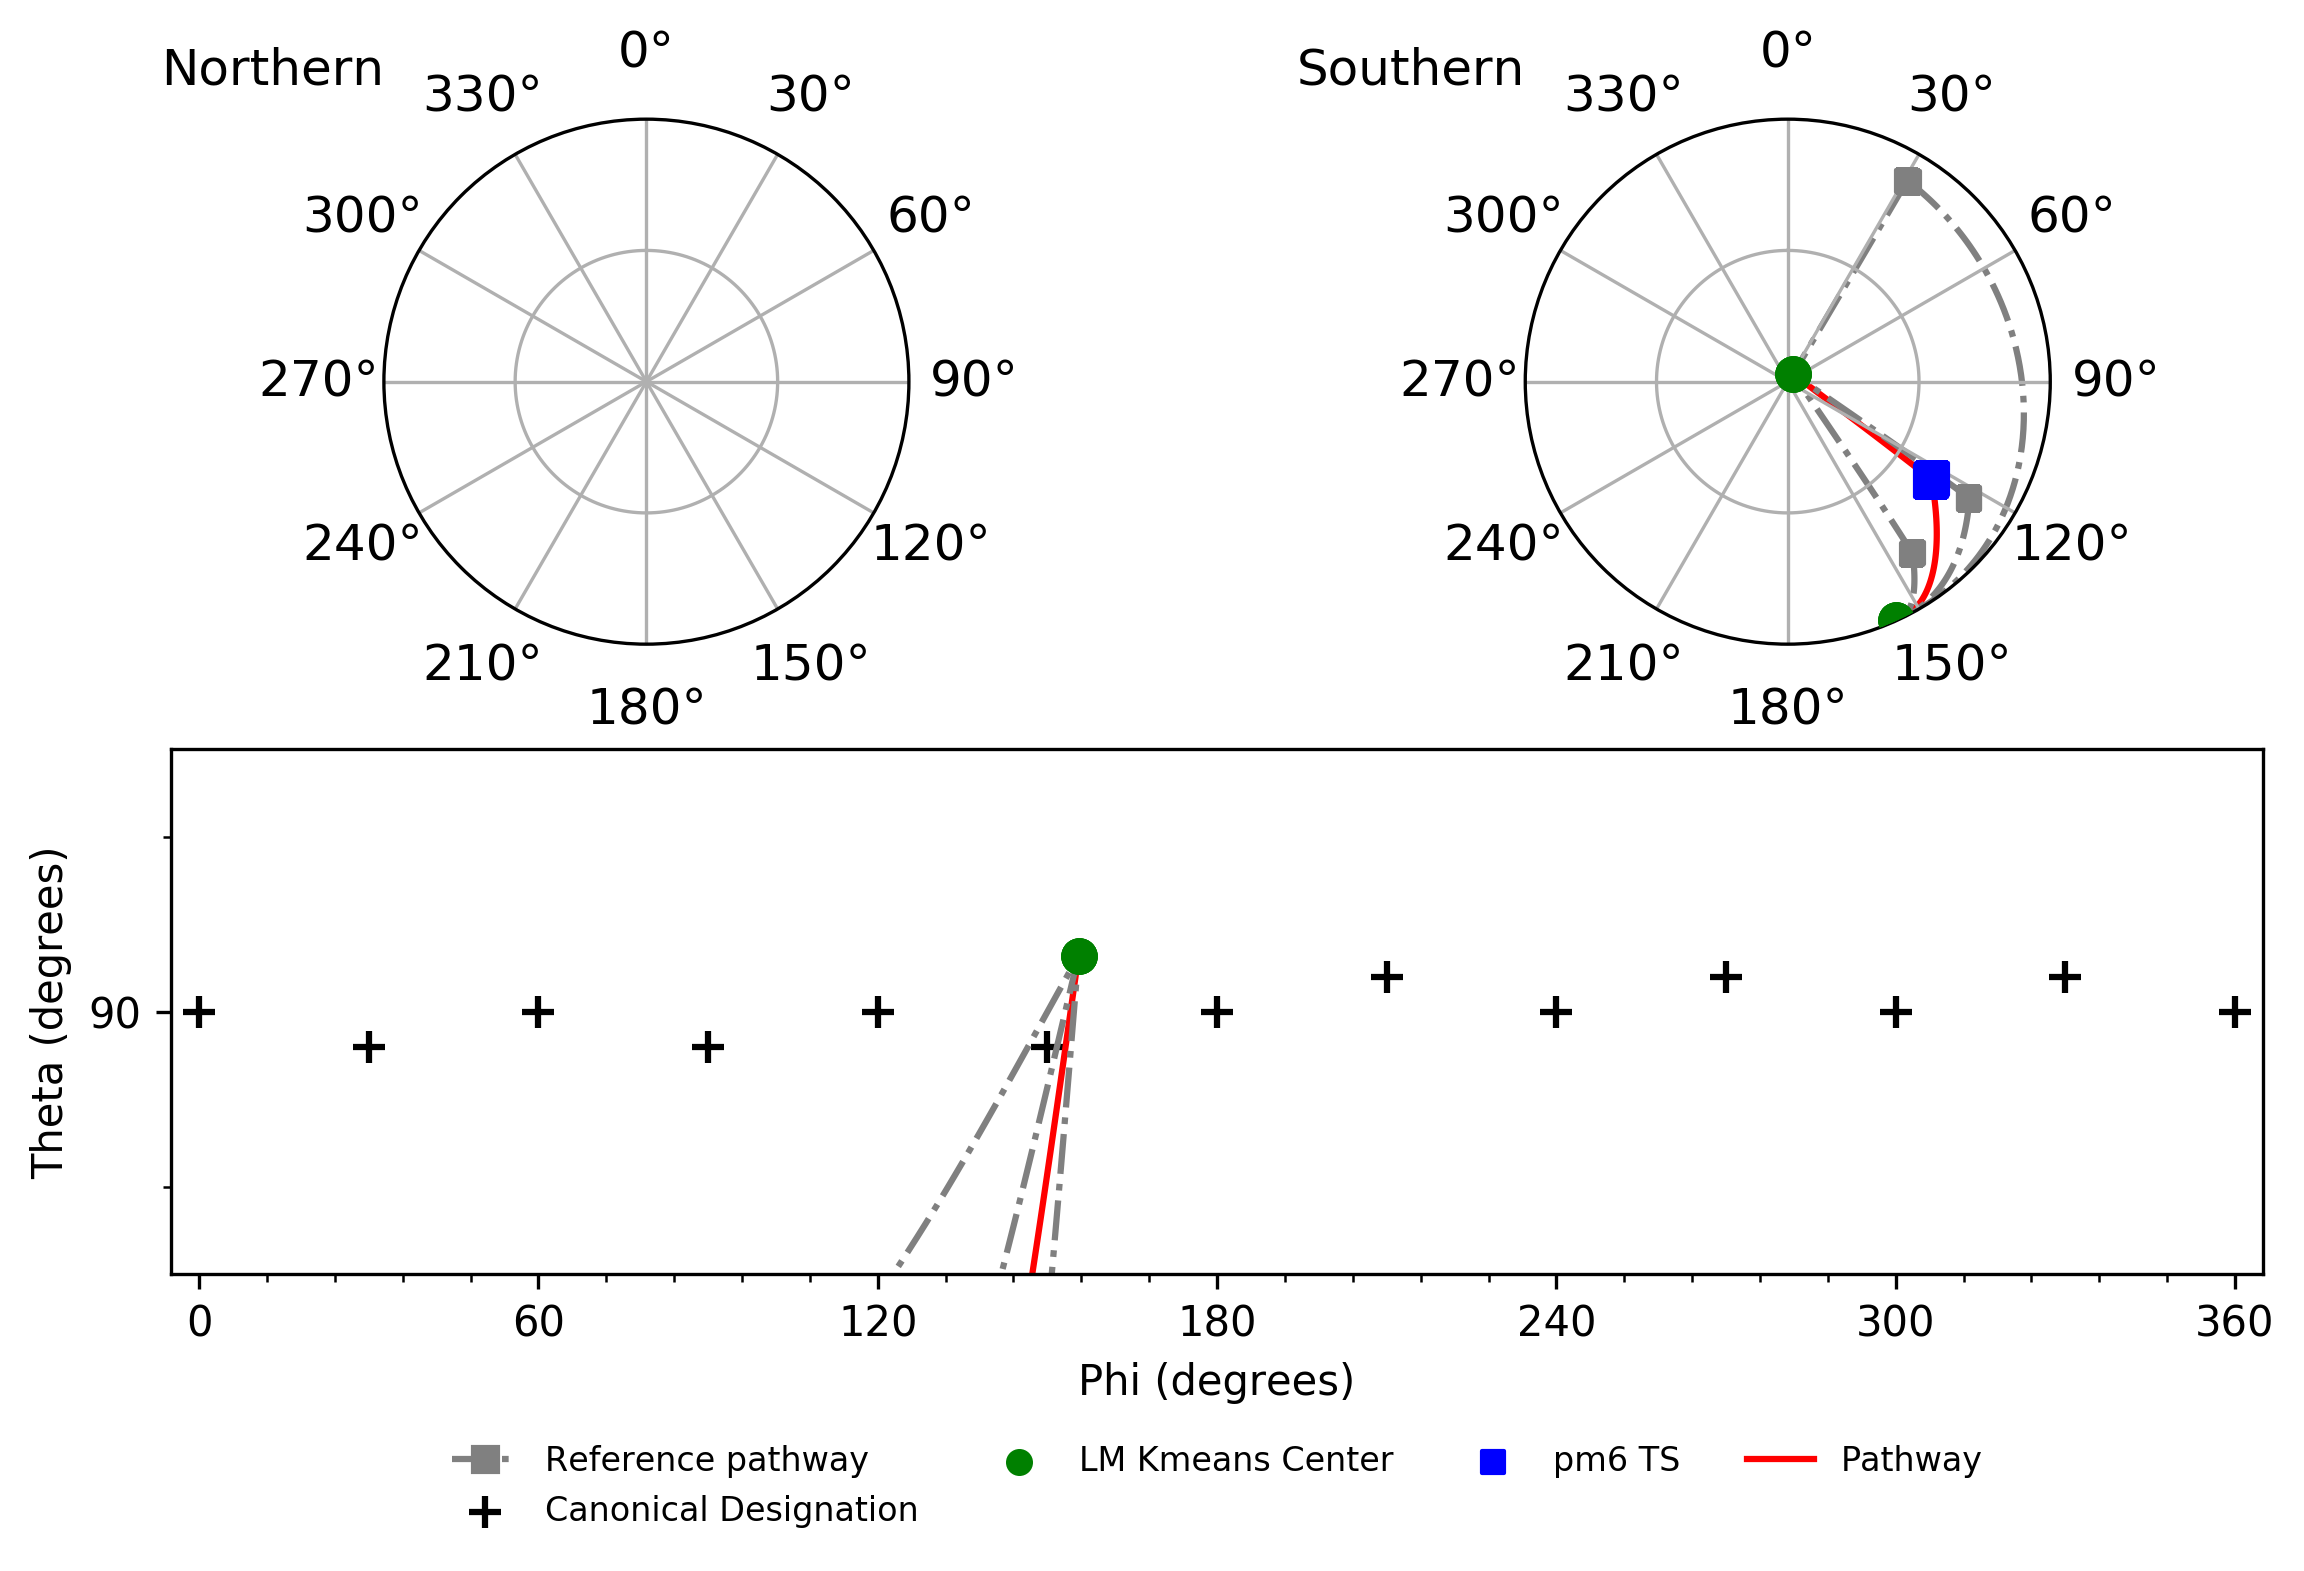 Northern
0°
30°
60°
90°
120°
150°
180°
210°
240°
270°
300°
330°
Southern
0°
30°
60°
90°
120°
150°
180°
210°
240°
270°
300°
330°
Theta (degrees)
90
0 60 120 180 240 300 360
Phi (degrees)
Reference pathway
Canonical Designation
LM Kmeans Center
pm6 TS
Pathway